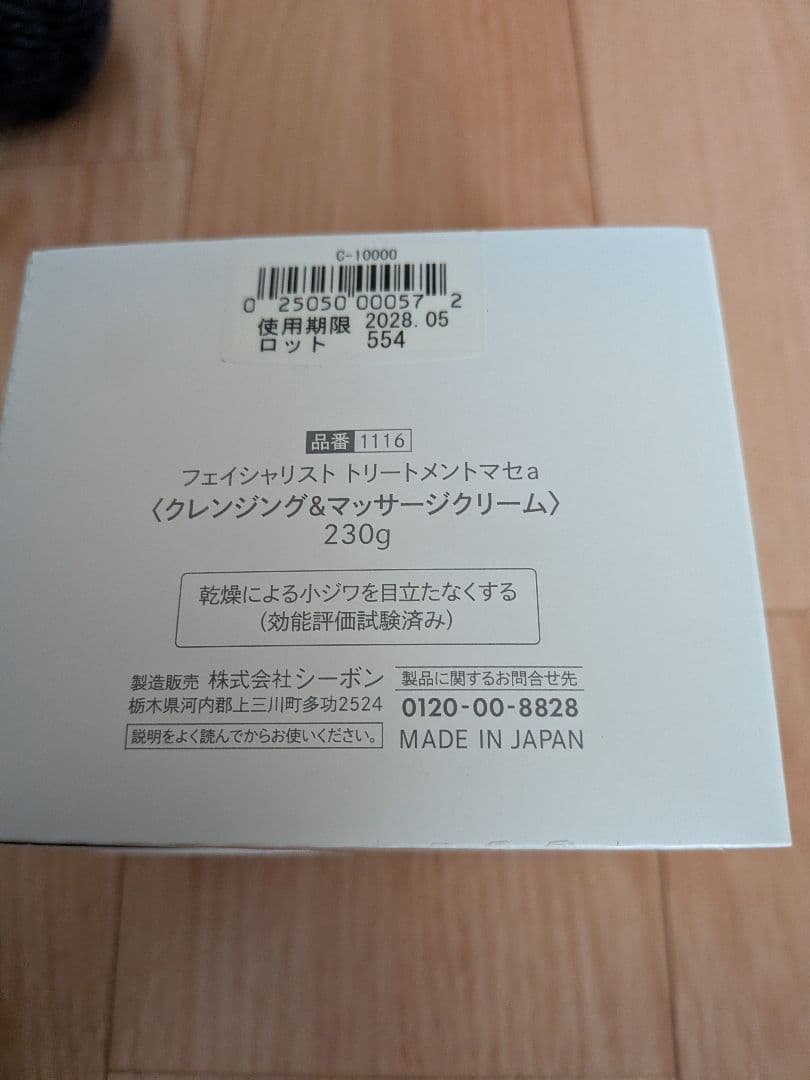 C-10000
0 25050 00057 2
使用期限 2028.05
ロット 554
品番 1116
フェイシャリスト トリートメントマセa
〈クレンジング&マッサージクリーム〉
230g
乾燥による小ジワを目立たなくする
(効能評価試験済み)
製造販売 株式会社シーボン
栃木県河内郡上三川町多功2524
説明をよく読んでからお使いください。
製品に関するお問合せ先
0120-00-8828
MADE IN JAPAN